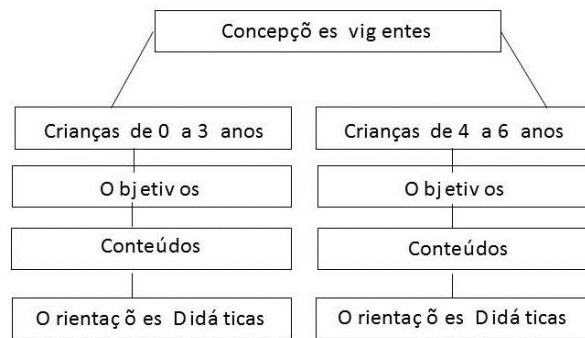 Concepções vigentes
Crianças de 0 a 3 anos
Crianças de 4 a 6 anos
Objetivos
Objetivos
Conteúdos
Conteúdos
Orientações Didáticas
Orientações Didáticas